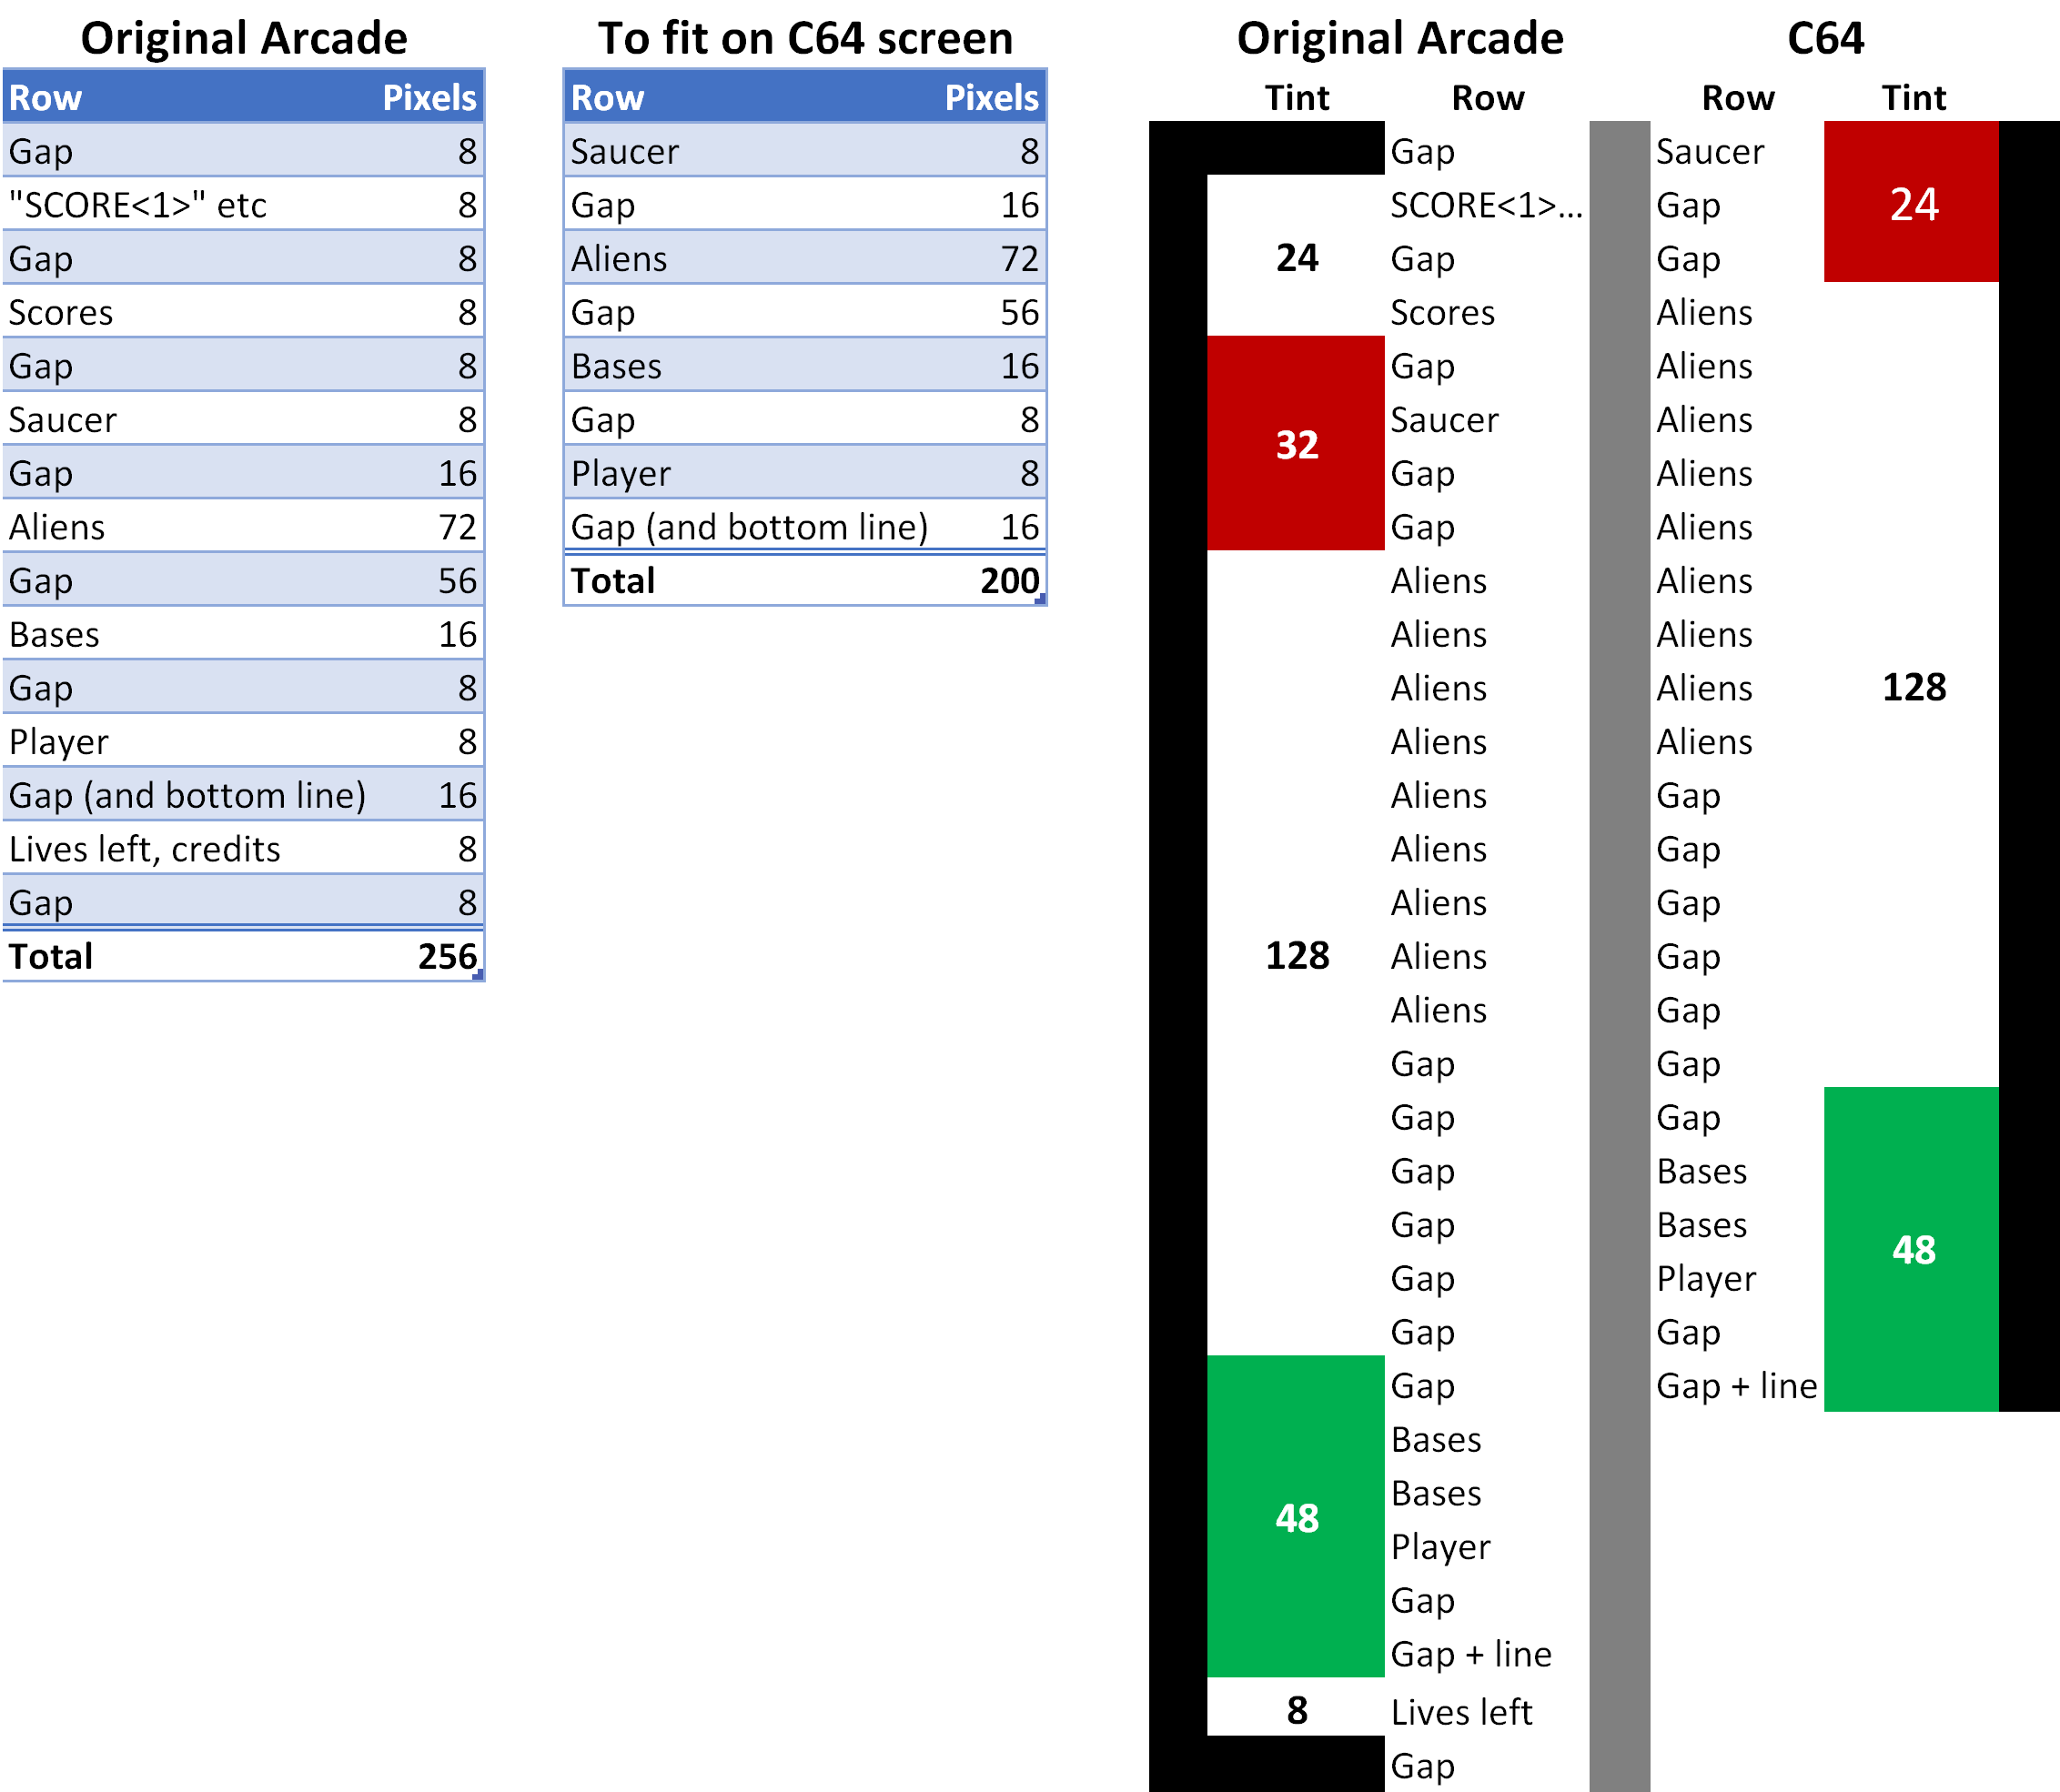 Original Arcade
Row Pixels
Gap 8
"SCORE<1>" etc 8
Gap 8
Scores 8
Gap 8
Saucer 8
Gap 16
Aliens 72
Gap 56
Bases 16
Gap 8
Player 8
Gap (and bottom line) 16
Lives left, credits 8
Gap 8
Total 256
To fit on C64 screen
Row Pixels
Saucer 8
Gap 16
Aliens 72
Gap 56
Bases 16
Gap 8
Player 8
Gap (and bottom line) 16
Total 200
Original Arcade C64
Tint Row Row Tint
Gap Saucer
SCORE<1>... Gap 24
24 Gap Gap
Scores Aliens
Gap Aliens
32 Saucer Aliens
Gap Aliens
Gap Aliens
Aliens Aliens
Aliens Aliens
Aliens Aliens 128
Aliens Aliens
Aliens Gap
Aliens Gap
Aliens Gap
128 Aliens Gap
Aliens Gap
Gap Gap
Gap Gap
Gap Bases
Gap Bases 48
Gap Player
Gap Gap
Gap Gap + line
Bases
48 Bases
Player
Gap
Gap + line
8 Lives left
Gap